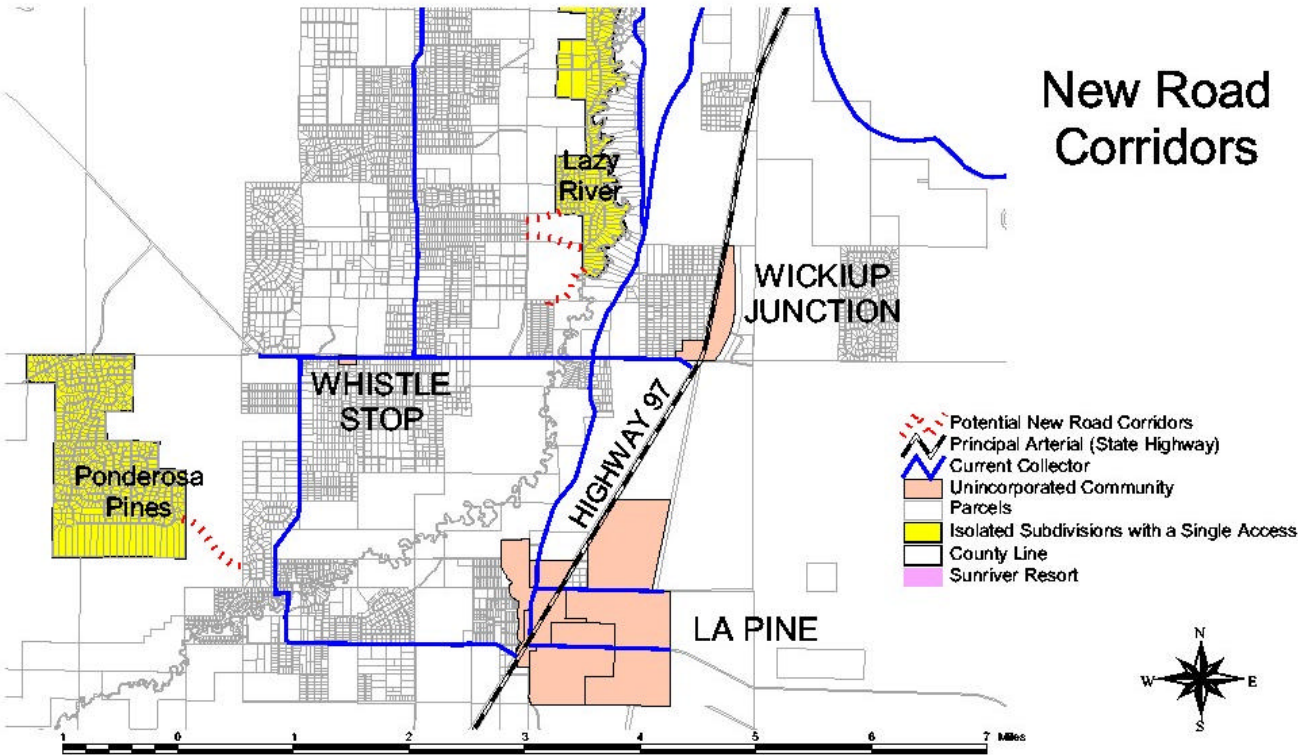 New Road
Corridors
Lazy
River
WICKIUP
JUNCTION
WHISTLE
STOP
HIGHWAY 97
Ponderosa
Pines
LA PINE
Potential New Road Corridors
Principal Arterial (State Highway)
Current Collector
Unincorporated Community
Parcels
Isolated Subdivisions with a Single Access
County Line
Sunriver Resort
N
W E
S
1 0 1 2 3 4 5 6 7 Miles